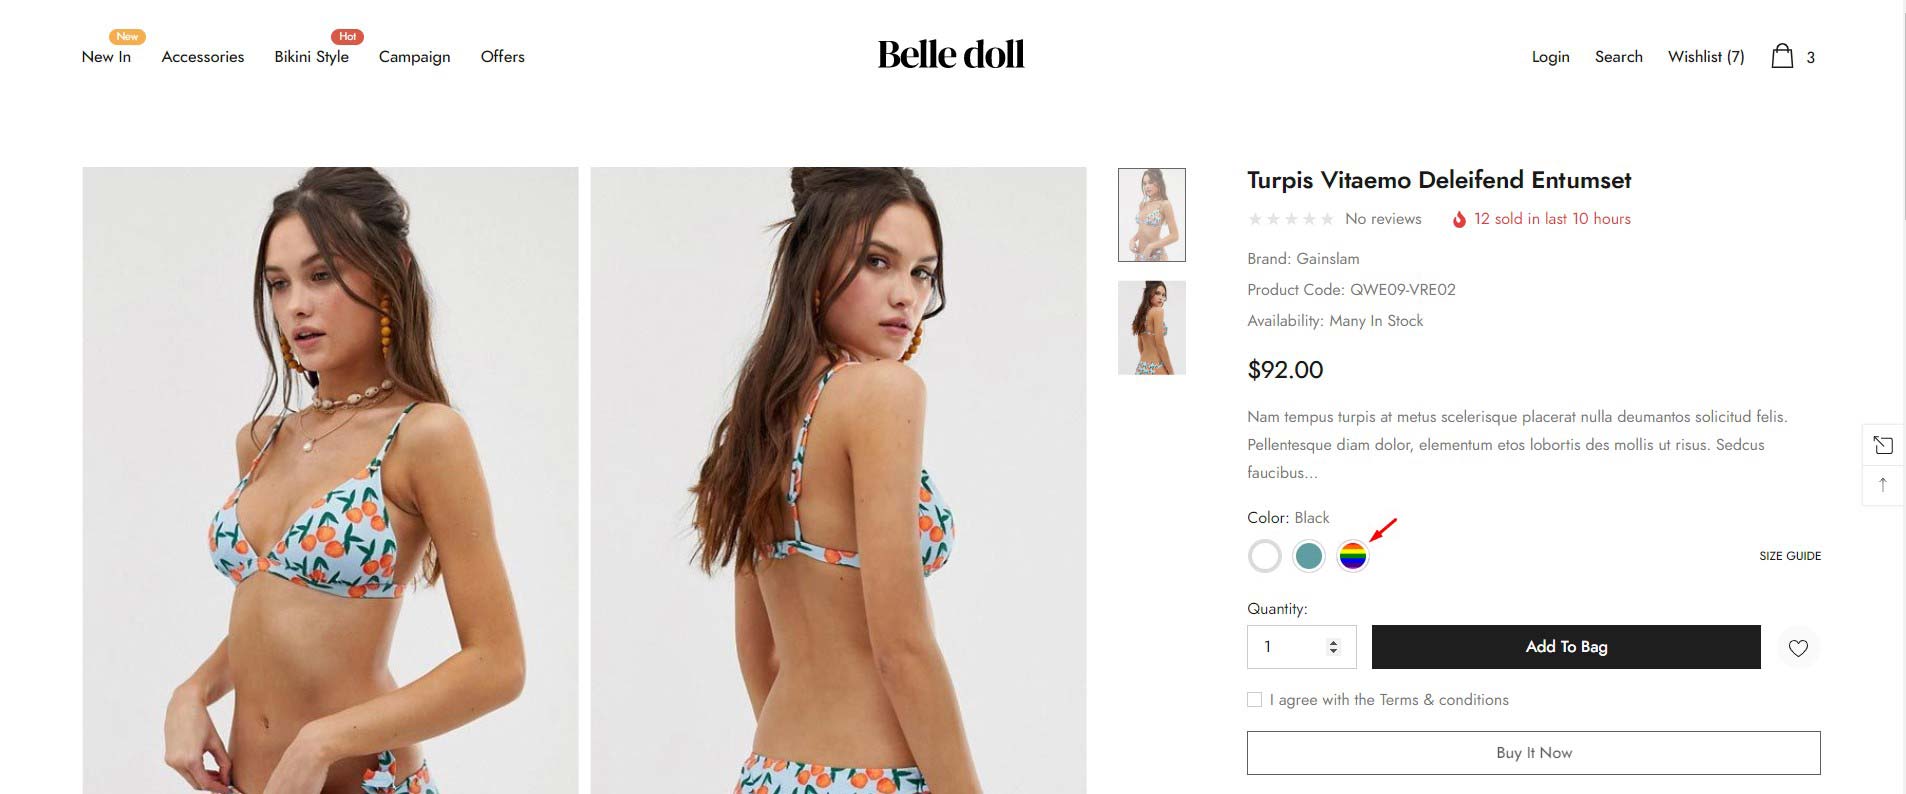 New
Hot
New In
Accessories
Bikini Style
Campaign
Offers
Belle doll
Login
Search
Wishlist (7)
3
Turpis Vitaemo Deleifend Entumset
No reviews
12 sold in last 10 hours
Brand: Gainslam
Product Code: QWE09-VRE02
Availability: Many In Stock
$92.00
Nam tempus turpis at metus scelerisque placerat nulla deumantos solicitud felis.
Pellentesque diam dolor, elementum etos lobortis des mollis ut risus. Sedcus
faucibus...
Color: Black
SIZE GUIDE
Quantity:
1
Add To Bag
I agree with the Terms & conditions
Buy It Now